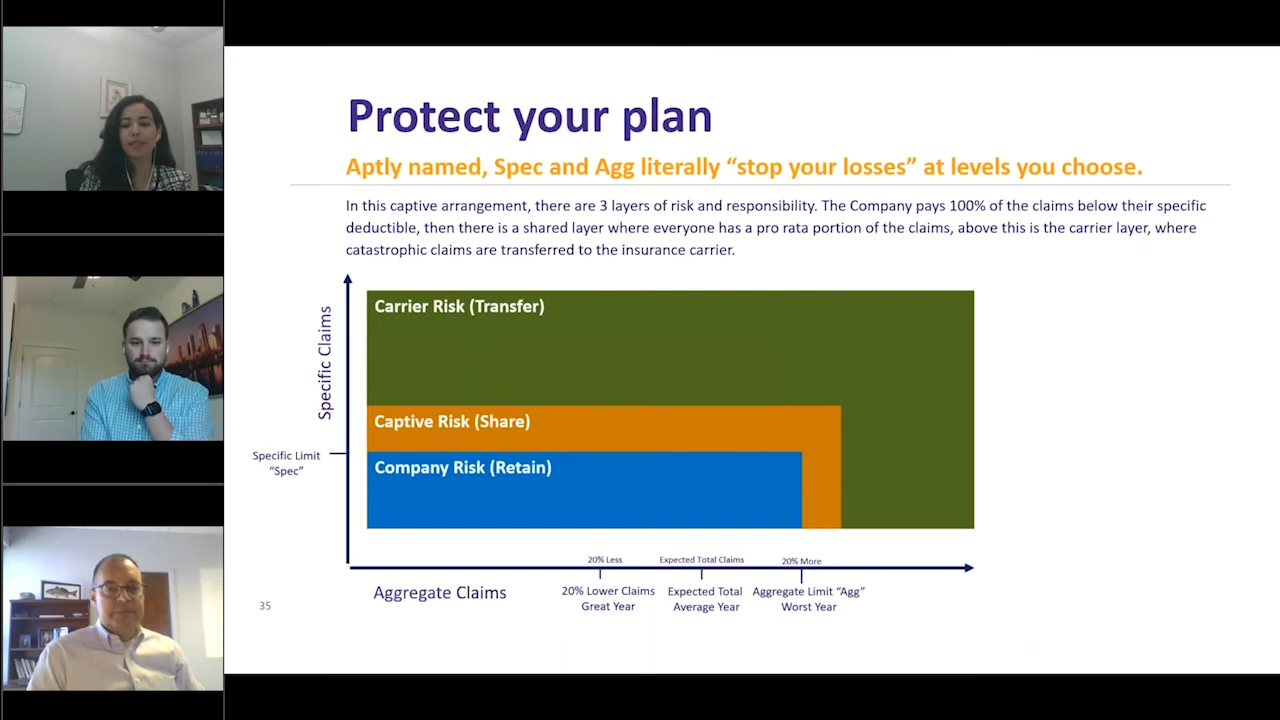 Protect your plan
Aptly named, Spec and Agg literally “stop your losses” at levels you choose.
In this captive arrangement, there are 3 layers of risk and responsibility. The Company pays 100% of the claims below their specific
deductible, then there is a shared layer where everyone has a pro rata portion of the claims, above this is the carrier layer, where
catastrophic claims are transferred to the insurance carrier.
Specific Claims
Carrier Risk (Transfer)
Captive Risk (Share)
Specific Limit
“Spec”
Company Risk (Retain)
20% Less
Expected Total Claims
20% More
Aggregate Claims
20% Lower Claims
Great Year
Expected Total
Average Year
Aggregate Limit “Agg”
Worst Year
35